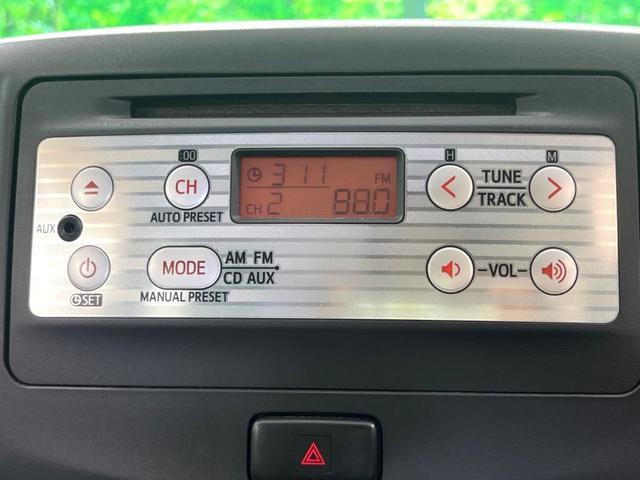 :00
H
M
CH
3 11
FM
TUNE
TRACK
AUTO PRESET
CH 2
88.0
AUX
MODE
AM FM
CD AUX
-VOL-
SET
MANUAL PRESET